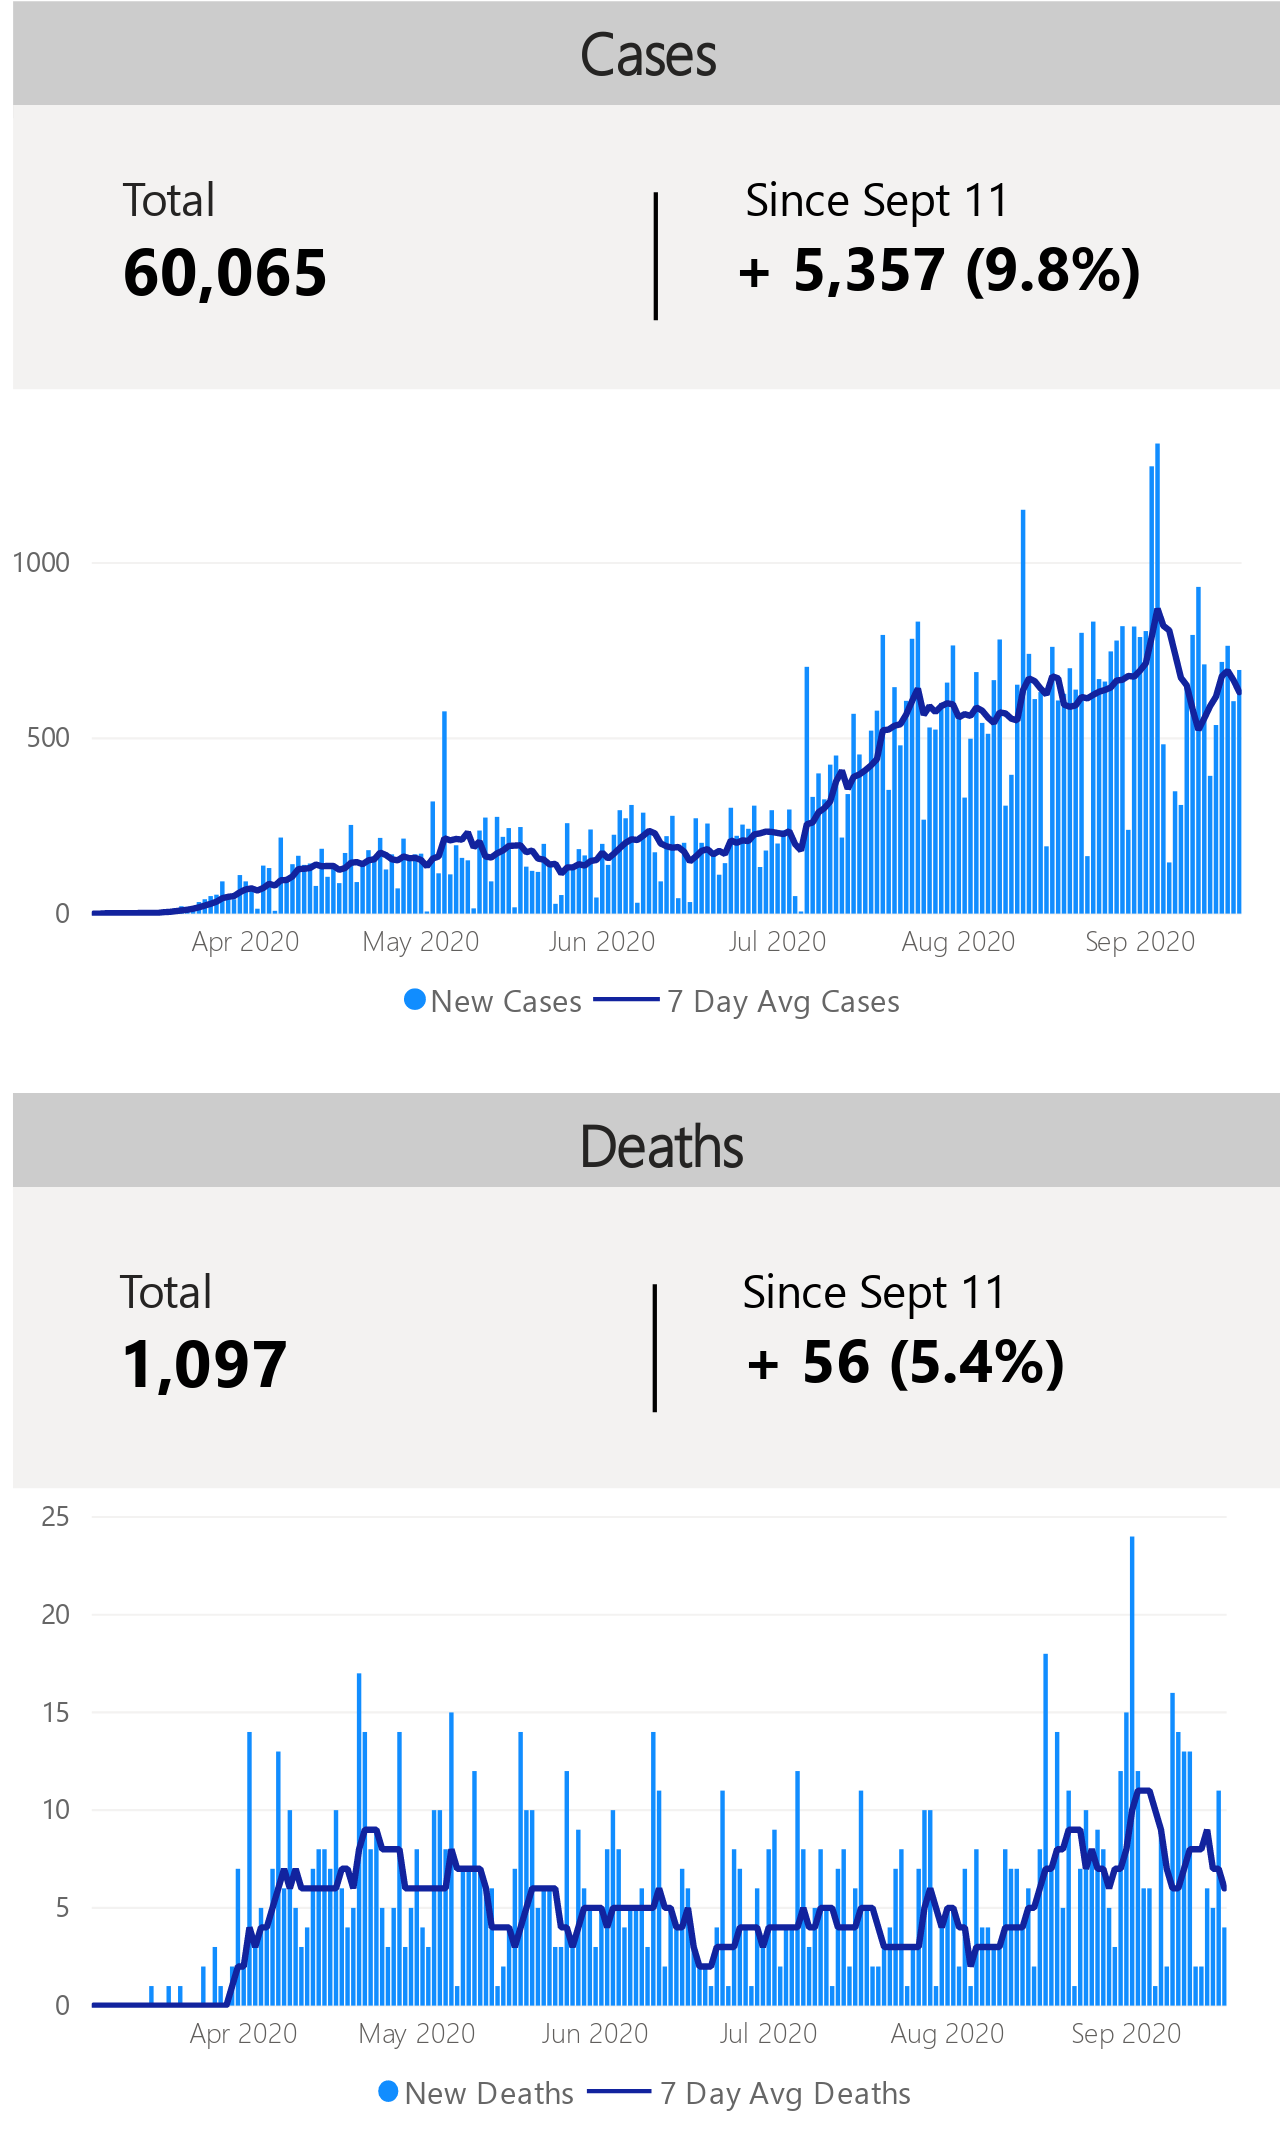 Cases
Total
Since Sept 11
60,065
+ 5,357 (9.8%)
1000
500
0
Apr 2020 May 2020 Jun 2020 Jul 2020 Aug 2020 Sep 2020
New Cases 7 Day Avg Cases
Deaths
Total
Since Sept 11
1,097
+ 56 (5.4%)
25
20
15
10
5
0
Apr 2020 May 2020 Jun 2020 Jul 2020 Aug 2020 Sep 2020
New Deaths 7 Day Avg Deaths